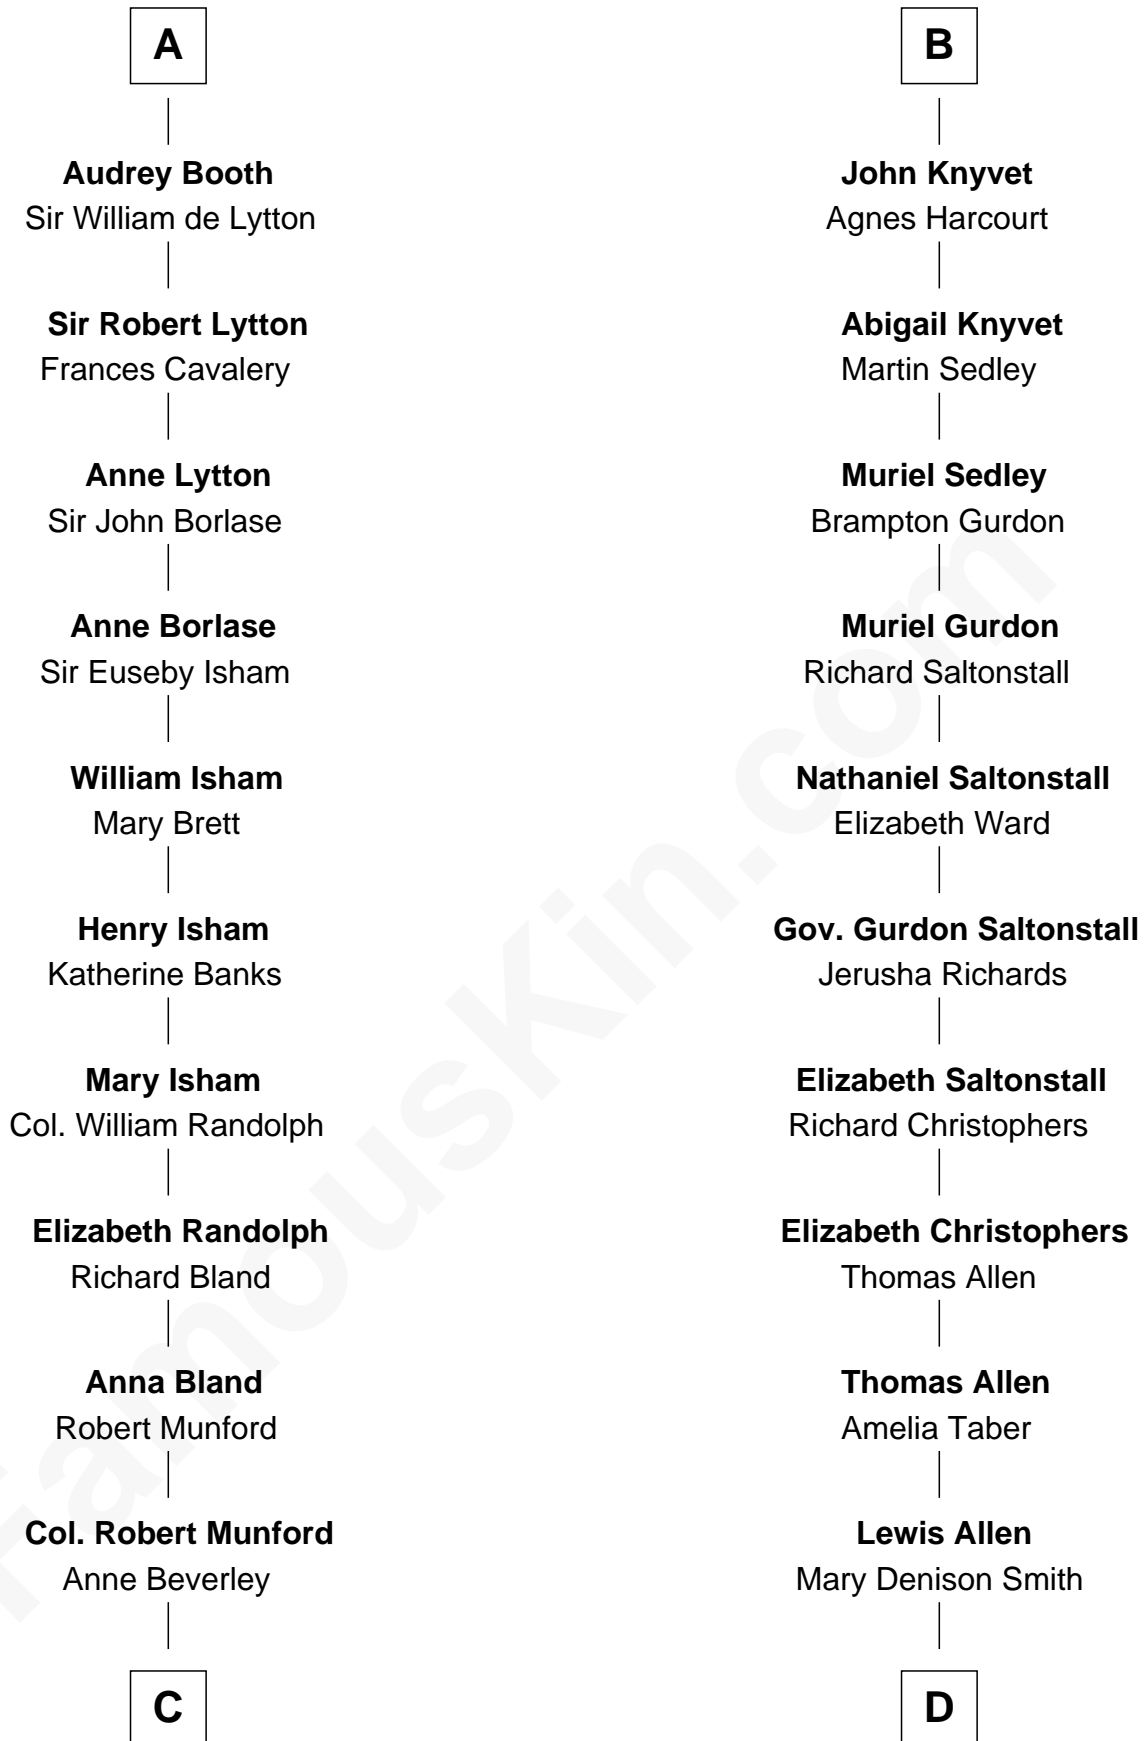 A
Audrey Booth
Sir William de Lytton
Sir Robert Lytton
Frances Cavalery
Anne Lytton
Sir John Borlase
Anne Borlase
Sir Euseby Isham
William Isham
Mary Brett
Henry Isham
Katherine Banks
Mary Isham
Col. William Randolph
Elizabeth Randolph
Richard Bland
Anna Bland
Robert Munford
Col. Robert Munford
Anne Beverley
C
B
John Knyvet
Agnes Harcourt
Abigail Knyvet
Martin Sedley
Muriel Sedley
Brampton Gurdon
Muriel Gurdon
Richard Saltonstall
Nathaniel Saltonstall
Elizabeth Ward
Gov. Gurdon Saltonstall
Jerusha Richards
Elizabeth Saltonstall
Richard Christophers
Elizabeth Christophers
Thomas Allen
Thomas Allen
Amelia Taber
Lewis Allen
Mary Denison Smith
D
FamousKin.com